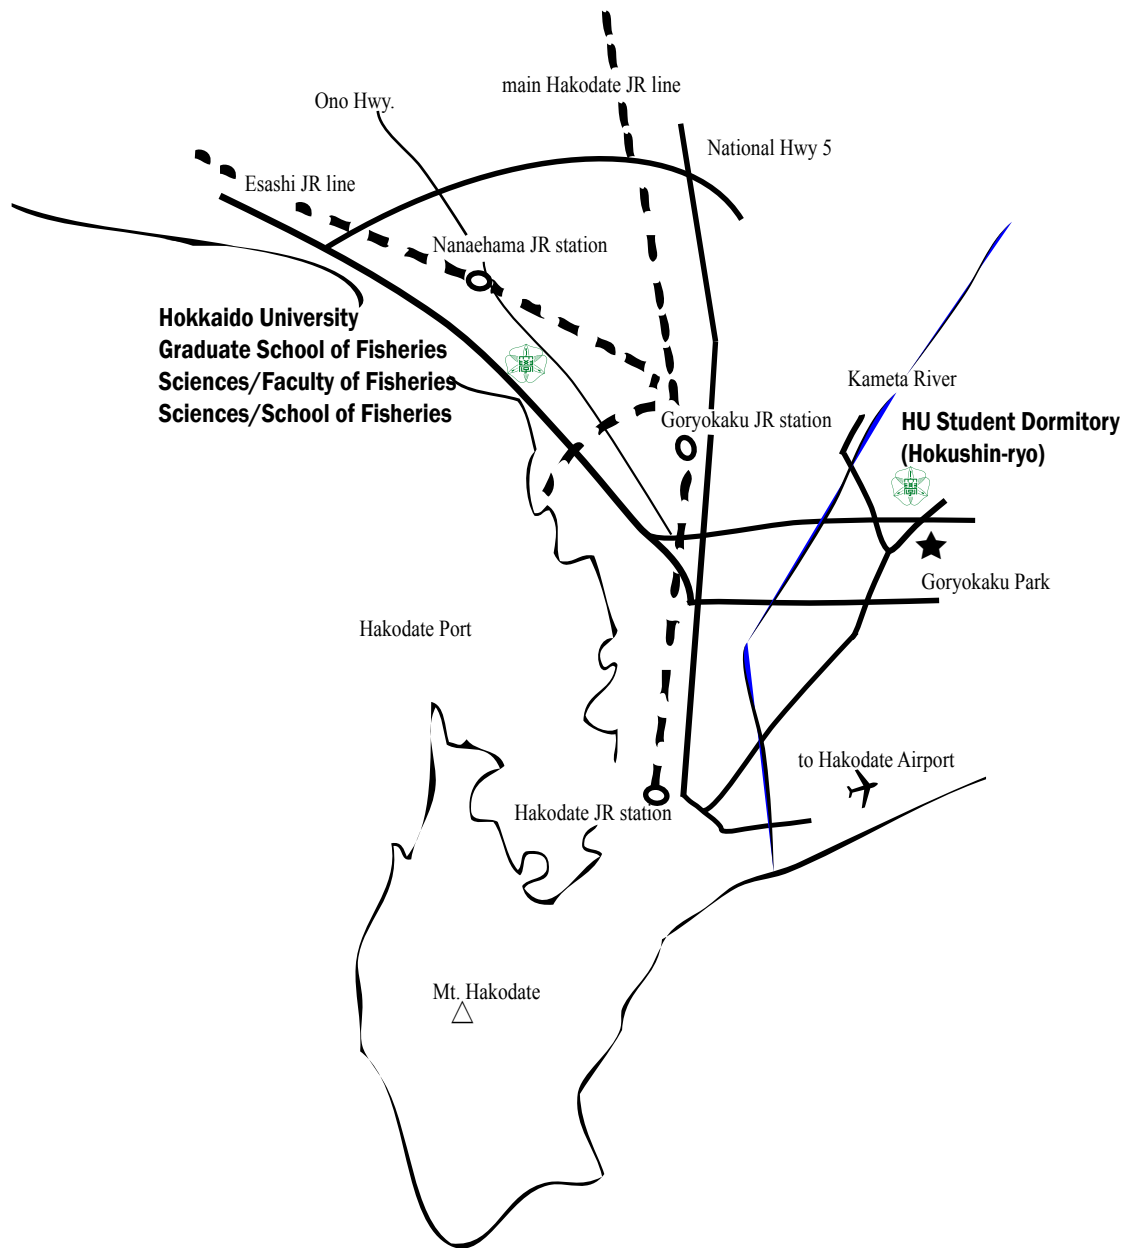 main Hakodate JR line
Ono Hwy.
National Hwy 5
Esashi JR line
Nanaehama JR station
Hokkaido University
Graduate School of Fisheries
Sciences/Faculty of Fisheries
Sciences/School of Fisheries
Kameta River
Goryokaku JR station
HU Student Dormitory
(Hokushin-ryo)
Goryokaku Park
Hakodate Port
to Hakodate Airport
Hakodate JR station
Mt. Hakodate